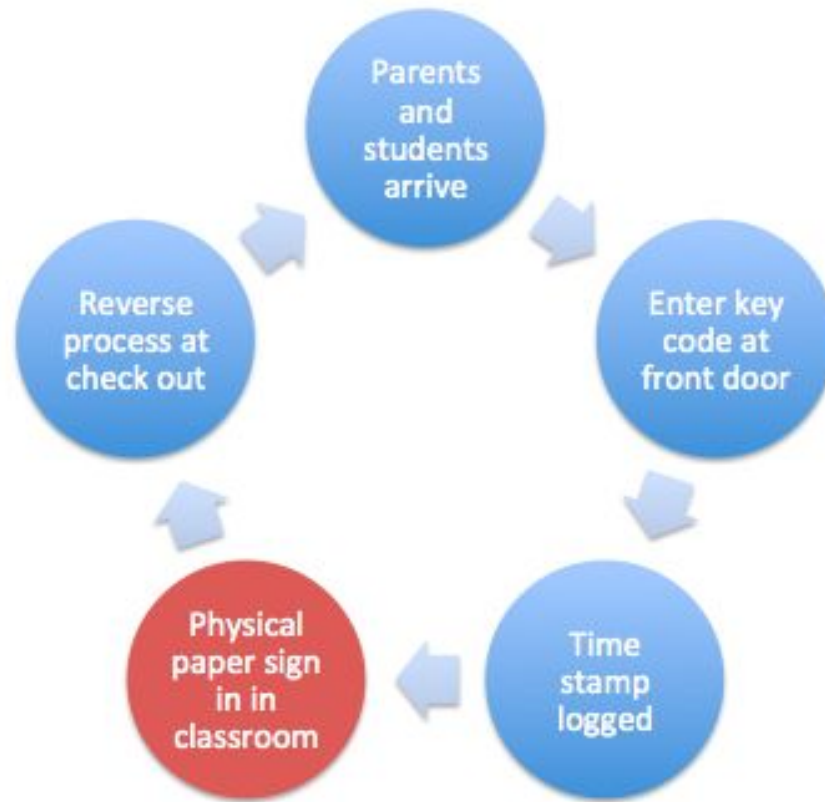 Parents
and
students
arrive
Enter key
code at
front door
Time
stamp
logged
Physical
paper sign
in in
classroom
Reverse
process at
check out